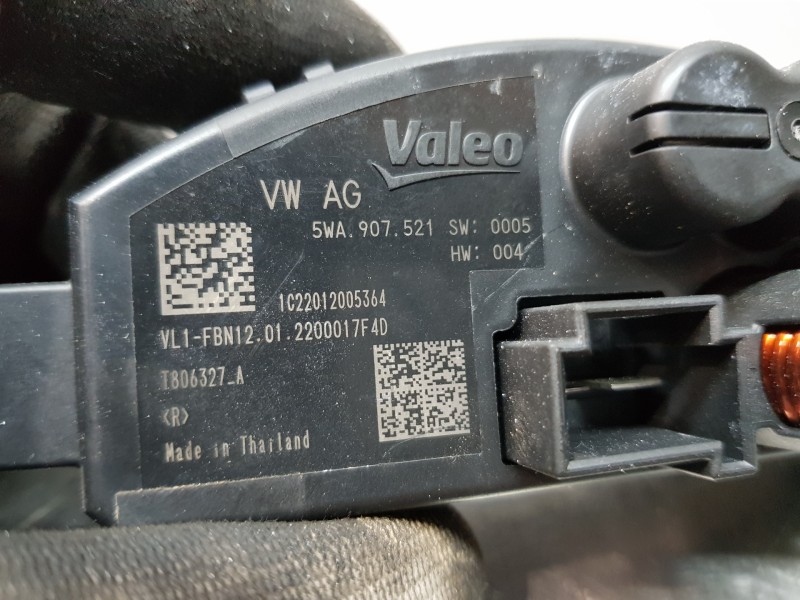 Valeo
VW AG
5WA.907.521 SW: 0005
HW: 004
1C22012005364
VL1-FBN12.01.2200017F4D
T806327_A
<R>
Made in Thailand